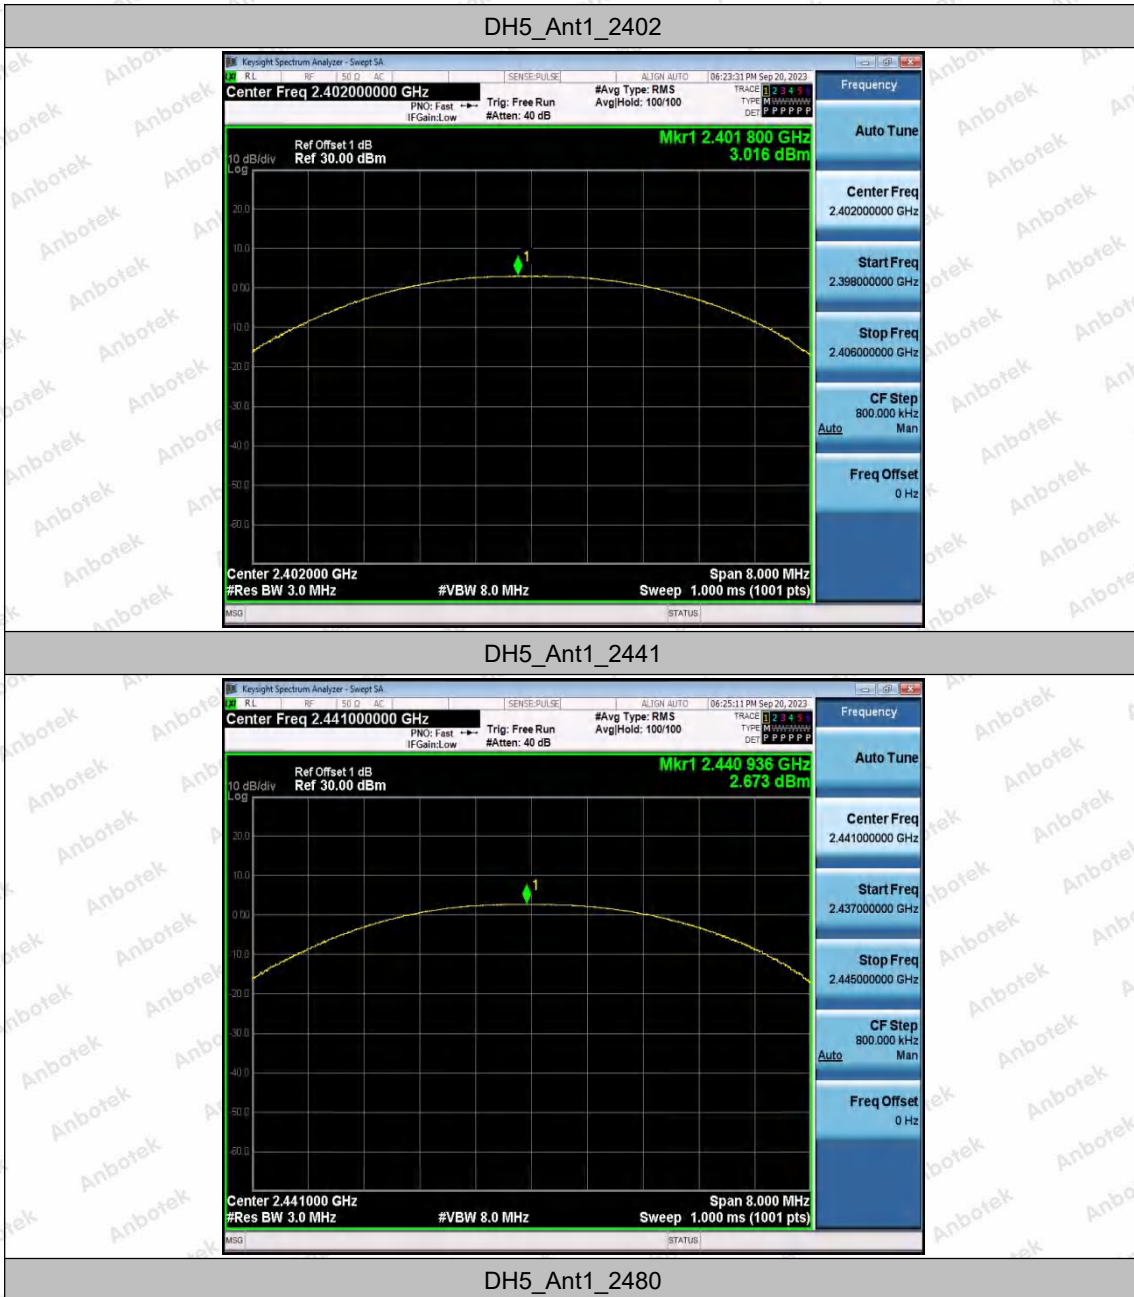 DH5_Ant1_2402
Keysight Spectrum Analyzer - Swept SA
RL RF 50 Ω AC SENSE:PULSE ALIGN AUTO 06:23:31 PM Sep 20, 2023
Center Freq 2.402000000 GHz #Avg Type: RMS TRACE 1 2 3 4 5 6
PNO: Fast Trig: Free Run Avg|Hold: 100/100 TYPE M WWWWW
IFGain:Low #Atten: 40 dB DET P P P P P P
Frequency
Auto Tune
Mkr1 2.401 800 GHz
3.016 dBm
Ref Offset 1 dB
10 dB/div Ref 30.00 dBm
Log
20.0
10.0
0.00
-10.0
-20.0
-30.0
-40.0
-50.0
-60.0
1
Center Freq
2.402000000 GHz
Start Freq
2.398000000 GHz
Stop Freq
2.406000000 GHz
CF Step
800.000 kHz
Auto Man
Freq Offset
0 Hz
Center 2.402000 GHz Span 8.000 MHz
#Res BW 3.0 MHz #VBW 8.0 MHz Sweep 1.000 ms (1001 pts)
MSG STATUS
DH5_Ant1_2441
Keysight Spectrum Analyzer - Swept SA
RL RF 50 Ω AC SENSE:PULSE ALIGN AUTO 06:25:11 PM Sep 20, 2023
Center Freq 2.441000000 GHz #Avg Type: RMS TRACE 1 2 3 4 5 6
PNO: Fast Trig: Free Run Avg|Hold: 100/100 TYPE M WWWWW
IFGain:Low #Atten: 40 dB DET P P P P P P
Frequency
Auto Tune
Mkr1 2.440 936 GHz
2.673 dBm
Ref Offset 1 dB
10 dB/div Ref 30.00 dBm
Log
20.0
10.0
0.00
-10.0
-20.0
-30.0
-40.0
-50.0
-60.0
1
Center Freq
2.441000000 GHz
Start Freq
2.437000000 GHz
Stop Freq
2.445000000 GHz
CF Step
800.000 kHz
Auto Man
Freq Offset
0 Hz
Center 2.441000 GHz Span 8.000 MHz
#Res BW 3.0 MHz #VBW 8.0 MHz Sweep 1.000 ms (1001 pts)
MSG STATUS
DH5_Ant1_2480
Anbotek